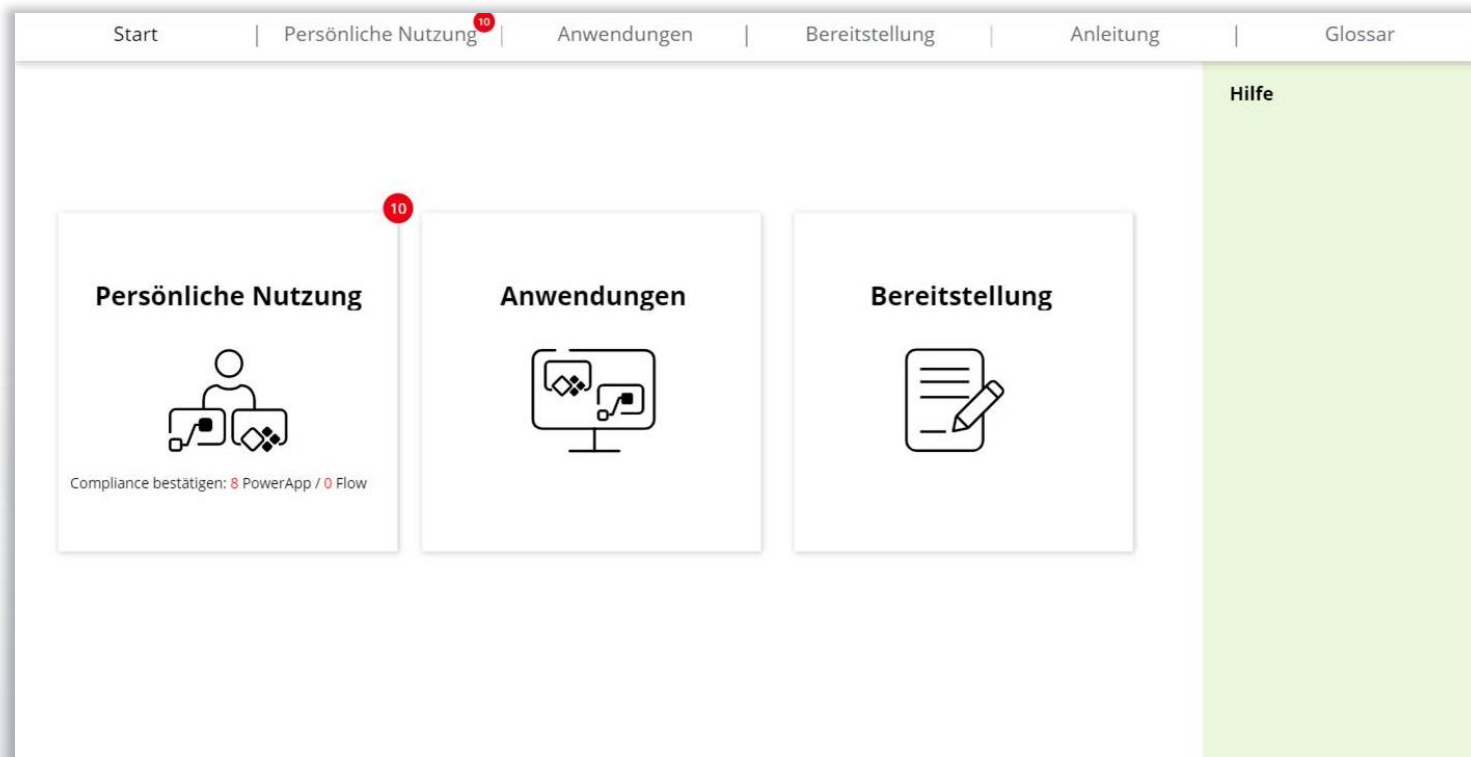 Start | Persönliche Nutzung 10 | Anwendungen | Bereitstellung | Anleitung | Glossar
Hilfe
10
Persönliche Nutzung
Compliance bestätigen: 8 PowerApp / 0 Flow
Anwendungen
Bereitstellung